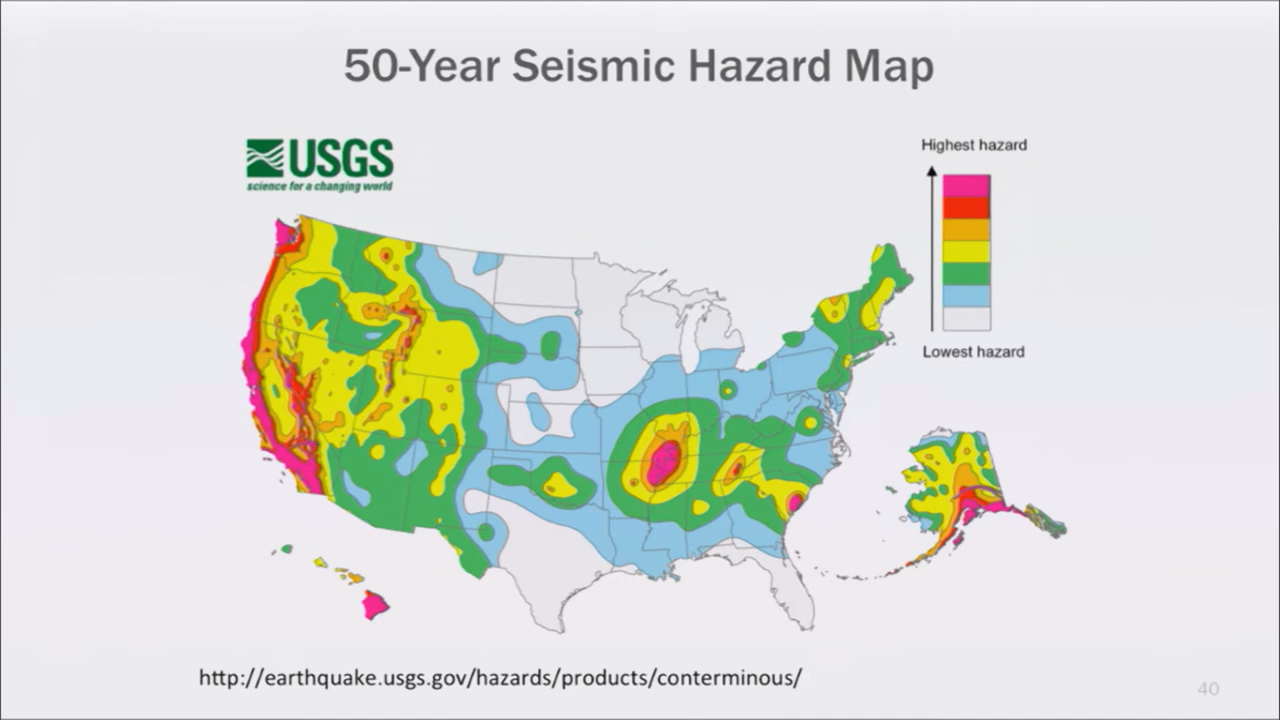 50-Year Seismic Hazard Map
USGS
science for a changing world
Highest hazard
Lowest hazard
http://earthquake.usgs.gov/hazards/products/conterminous/
40